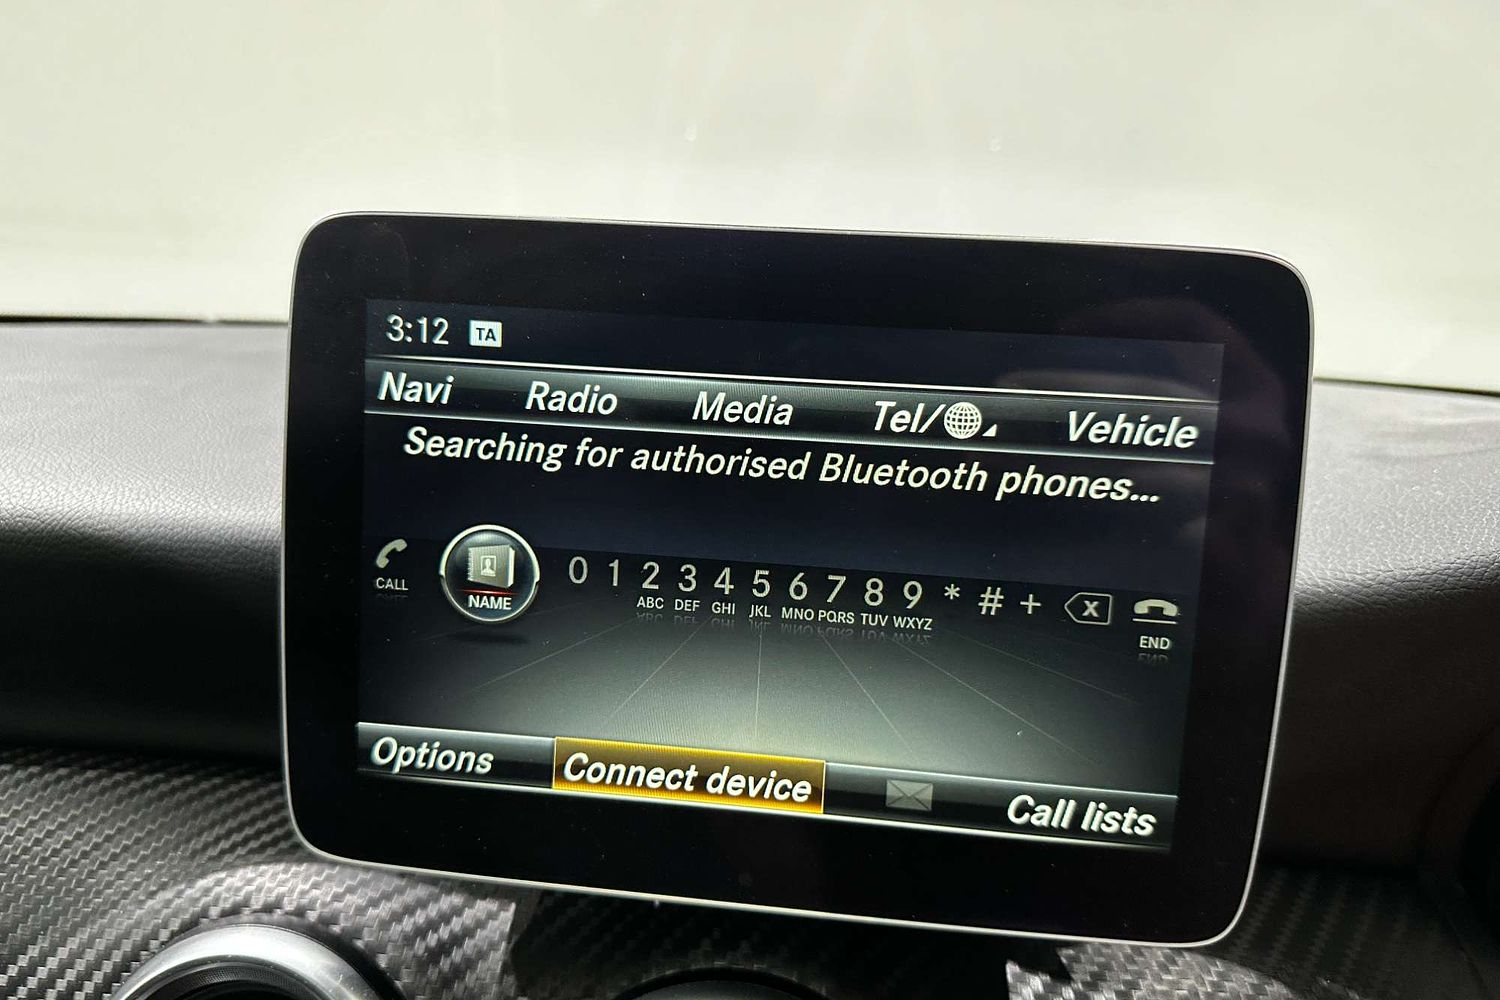 3:12 TA
Navi Radio Media Tel/ Vehicle
Searching for authorised Bluetooth phones...
CALL NAME 0 1 2 3 4 5 6 7 8 9 * # + X END
ABC DEF GHI JKL MNO PQRS TUV WXYZ
Options Connect device Call lists